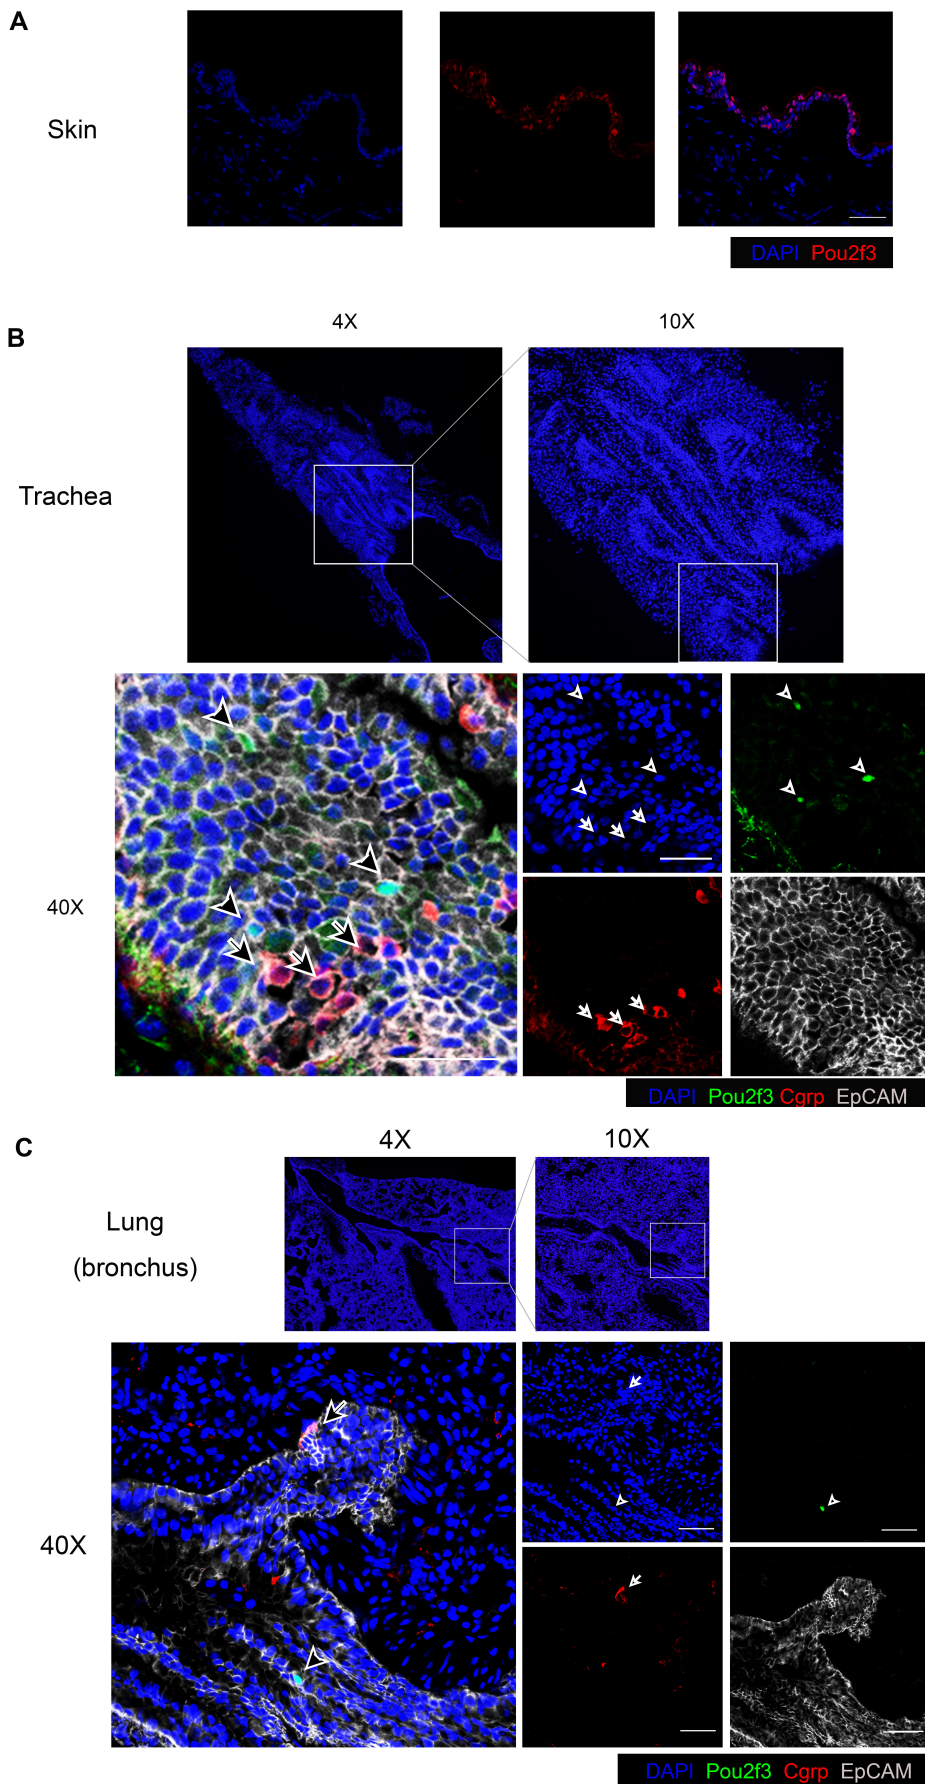 A
Skin
DAPI Pou2f3
B
4X
10X
Trachea
40X
DAPI Pou2f3 Cgrp EpCAM
C
4X
10X
Lung
(bronchus)
40X
DAPI Pou2f3 Cgrp EpCAM